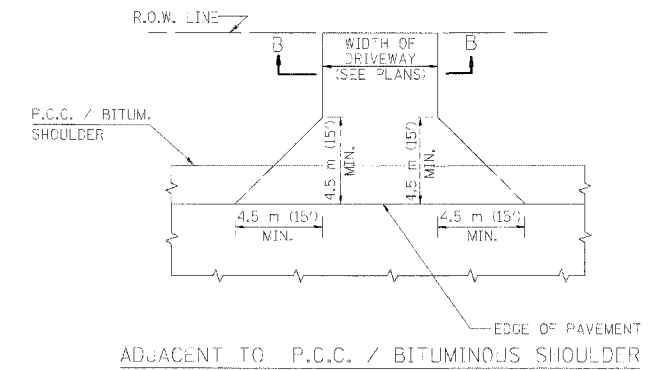 R.O.W. LINE
B
WIDTH OF
DRIVEWAY
(SEE PLANS)
B
P.C.C. / BITUM.
SHOULDER
4.5 m (15')
MIN.
4.5 m (15')
MIN.
4.5 m (15')
MIN.
4.5 m (15')
MIN.
EDGE OF PAVEMENT
ADJACENT TO P.C.C. / BITUMINOUS SHOULDER